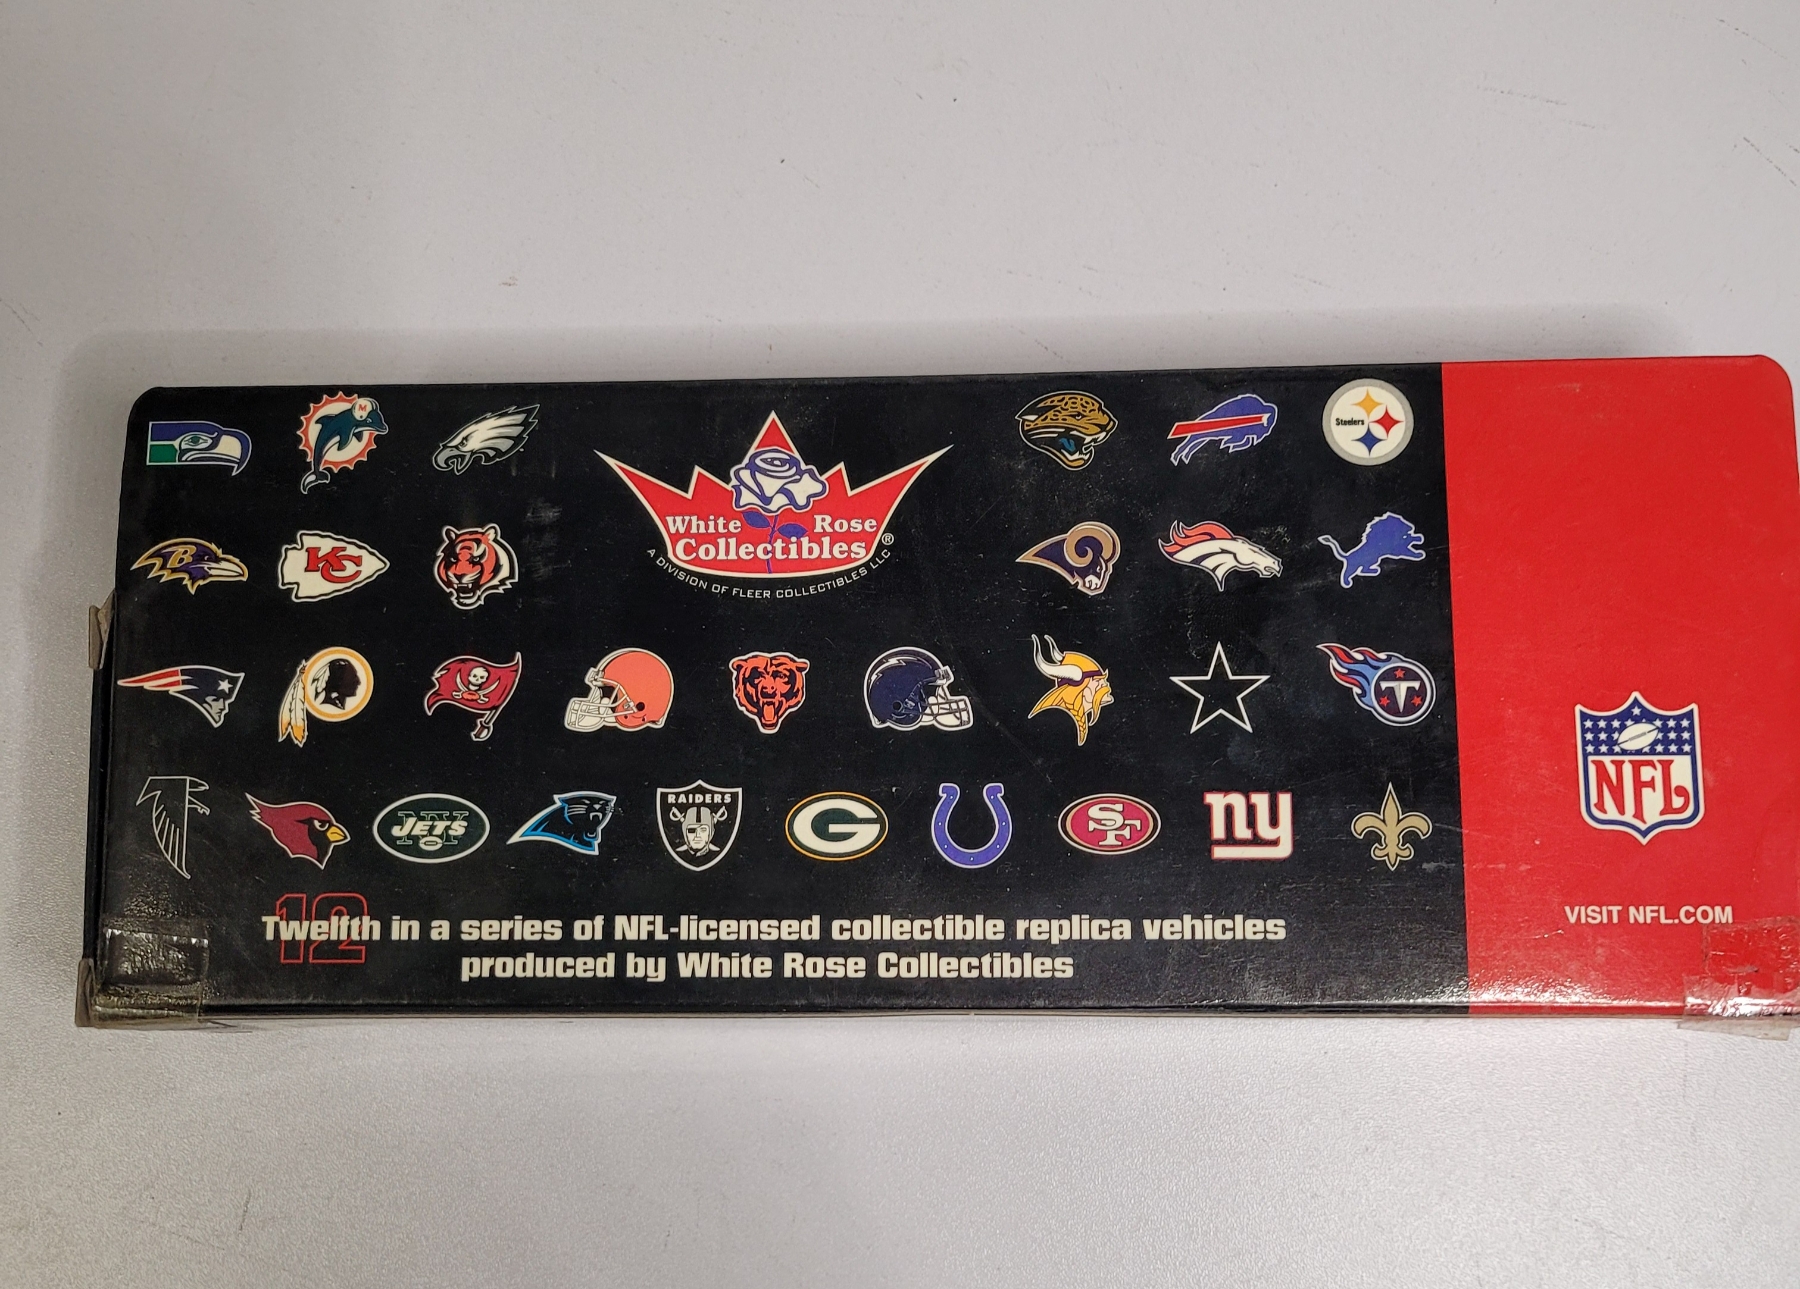 M
Steelers
White Rose
Collectibles®
A DIVISION OF FLEER COLLECTIBLES LLC
B
KC
T
NY
JETS
RAIDERS
G
SF
ny
NFL
12
Twelfth in a series of NFL-licensed collectible replica vehicles
produced by White Rose Collectibles
VISIT NFL.COM